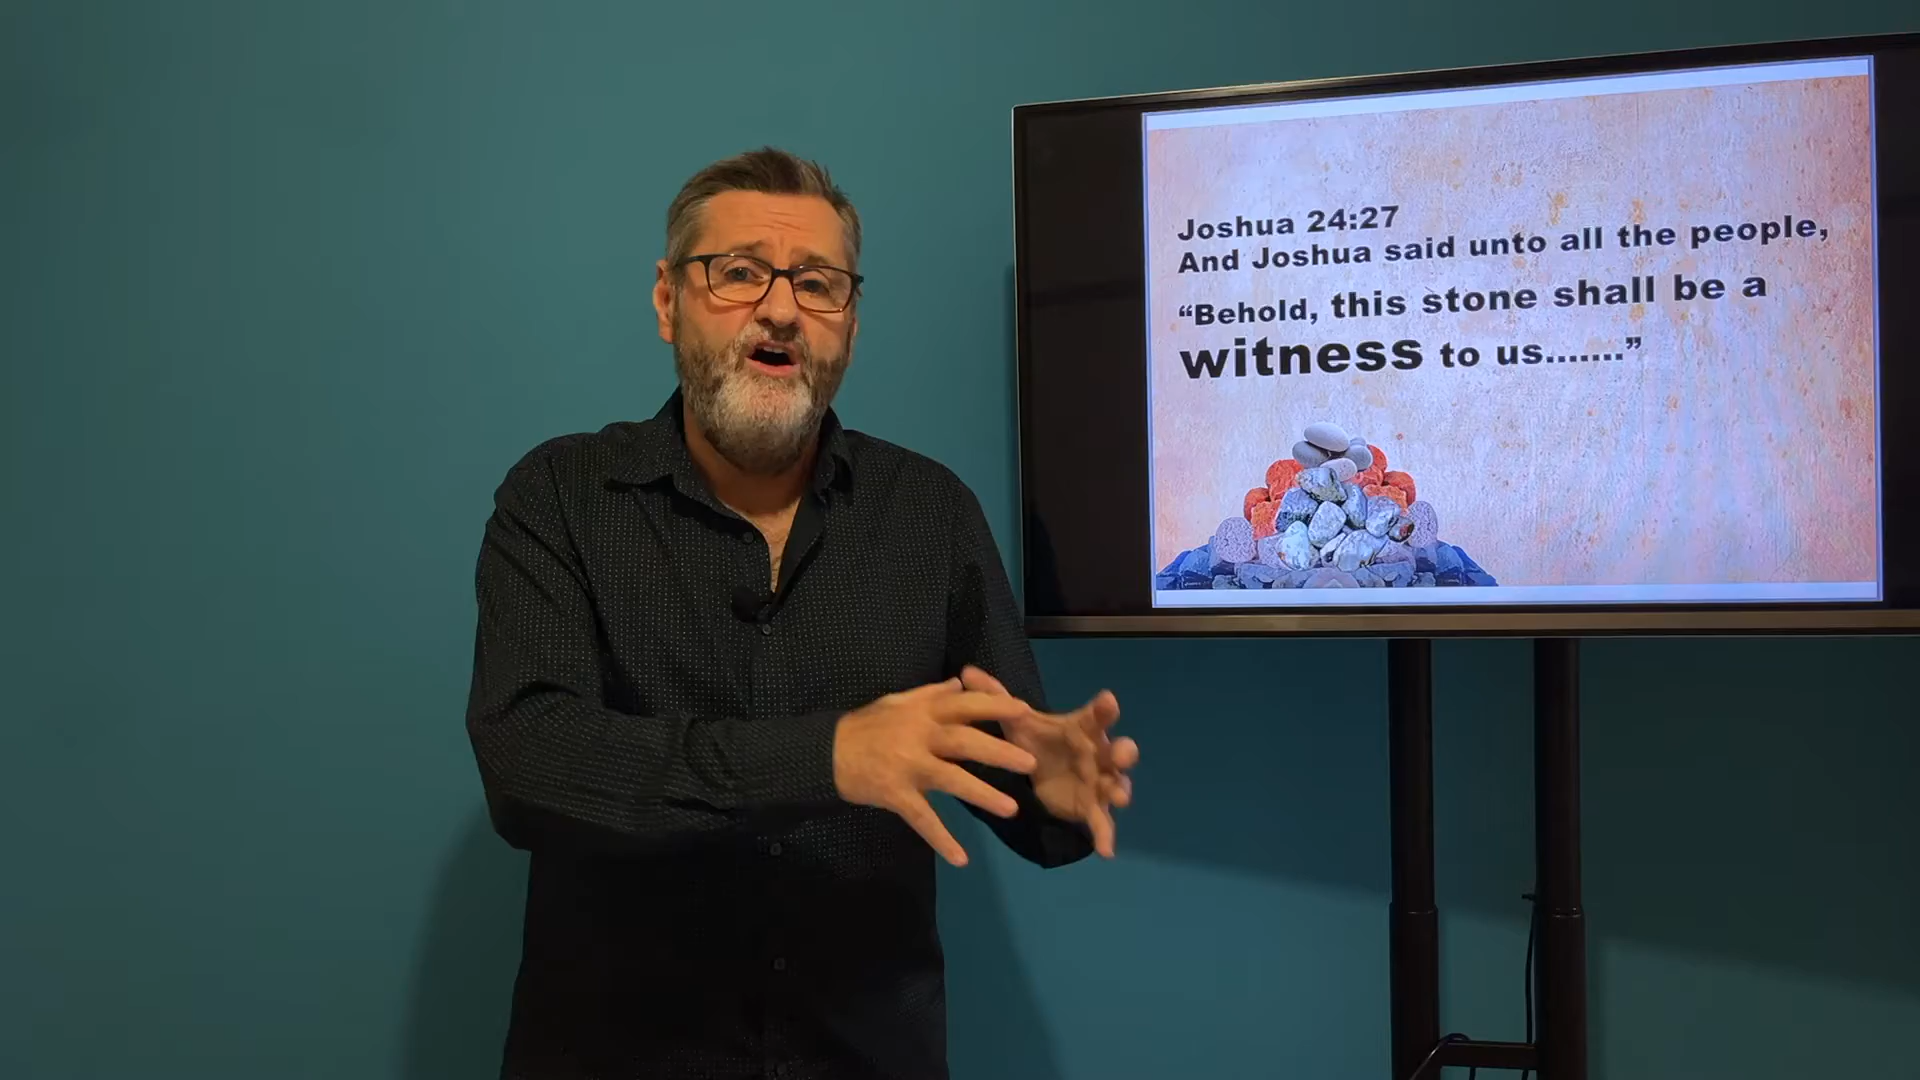 Joshua 24:27
And Joshua said unto all the people,
“Behold, this stone shall be a
witness to us.......”